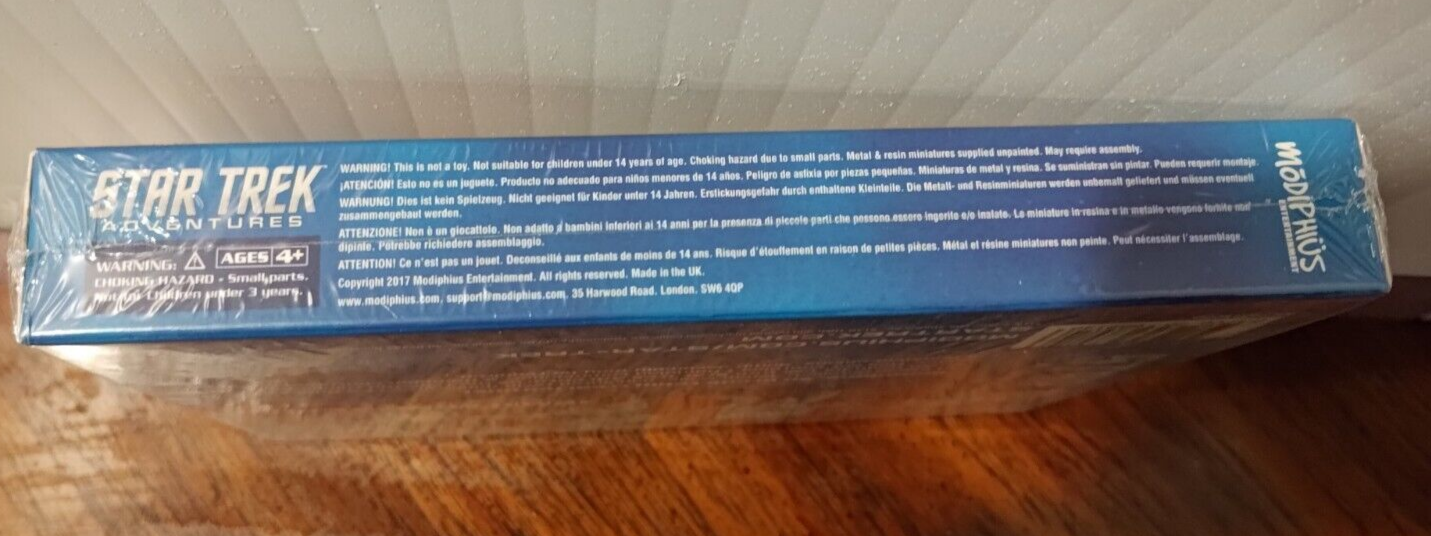 STAR TREK
ADVENTURES
WARNING: AGES 4+
CHOKING HAZARD - Small parts.
Not for Children under 3 years.
WARNING! This is not a toy. Not suitable for children under 14 years of age. Choking hazard due to small parts. Metal & resin miniatures supplied unpainted. May require assembly.
¡ATENCIÓN! Esto no es un juguete. Producto no adecuado para niños menores de 14 años. Peligro de asfixia por piezas pequeñas. Miniaturas de metal y resina. Se suministran sin pintar. Pueden requerir montaje.
WARNUNG! Dies ist kein Spielzeug. Nicht geeignet für Kinder unter 14 Jahren. Erstickungsgefahr durch enthaltene Kleinteile. Die Metall- und Resinminiaturen werden unbemalt geliefert und müssen eventuell
zusammengebaut werden.
ATTENZIONE! Non è un giocattolo. Non adatto a bambini inferiori ai 14 anni per la presenza di piccole parti che possono essere ingerite e/o inalate. Le miniature in resina e in metallo vengono fornite non
dipinte. Potrebbe richiedere assemblaggio.
ATTENTION! Ce n'est pas un jouet. Deconseillé aux enfants de moins de 14 ans. Risque d'étouffement en raison de petites pièces. Métal et résine miniatures non peinte. Peut nécessiter l'assemblage.
Copyright 2017 Modiphius Entertainment. All rights reserved. Made in the UK.
www.modiphius.com. support@modiphius.com. 35 Harwood Road. London. SW6 4QP
MODIPHIUS
ENTERTAINMENT
MODIPHIUS.COM/STAR-TREK
STARTREK.COM